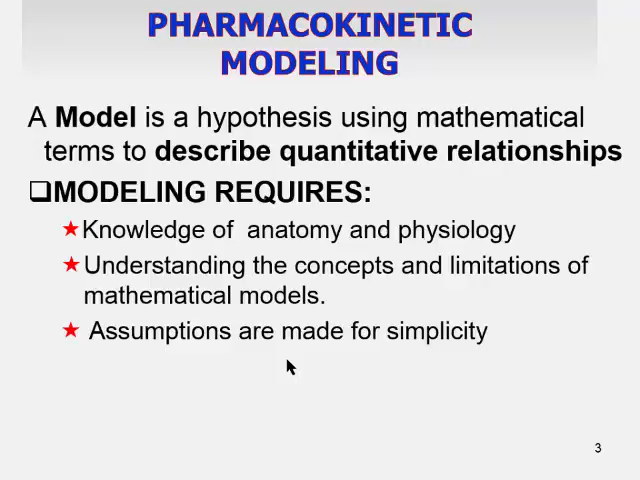 PHARMACOKINETIC
MODELING
A Model is a hypothesis using mathematical
terms to describe quantitative relationships
❑MODELING REQUIRES:
★Knowledge of anatomy and physiology
★Understanding the concepts and limitations of
mathematical models.
★ Assumptions are made for simplicity
3